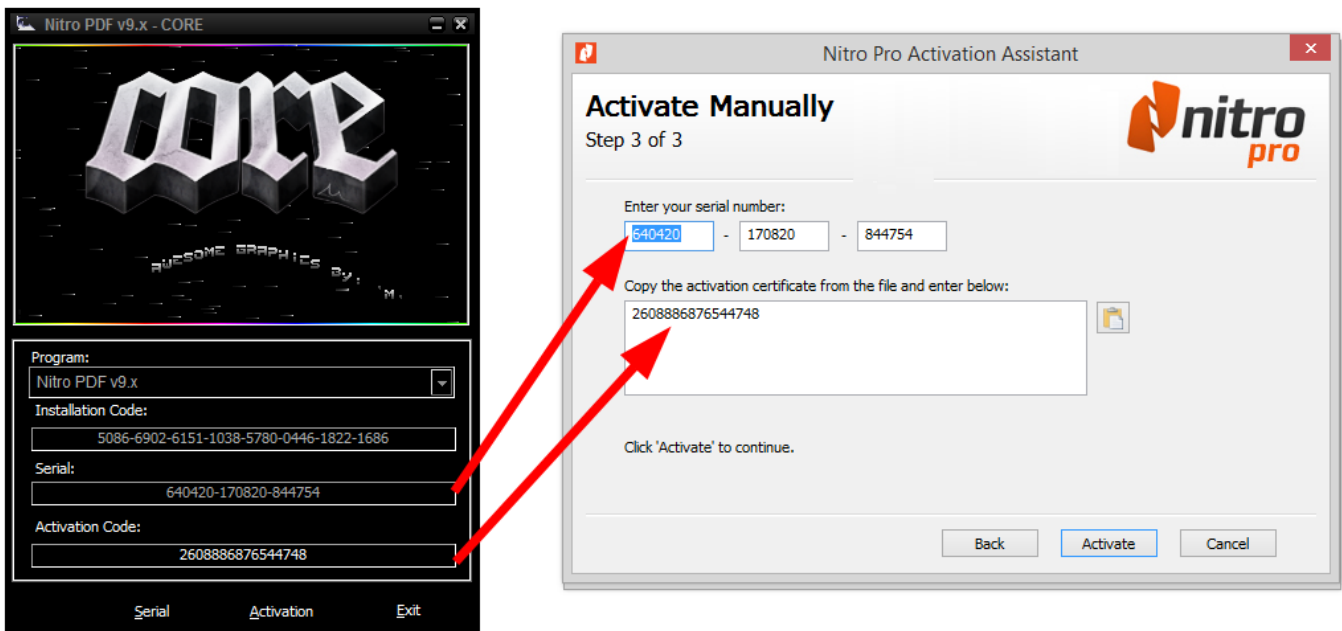 Nitro PDF v9.x - CORE
CORE
AWESOME GRAPHICS BY: ^M.
Program:
Nitro PDF v9.x
Installation Code:
5086-6902-6151-1038-5780-0446-1822-1686
Serial:
640420-170820-844754
Activation Code:
2608886876544748
Serial Activation Exit
Nitro Pro Activation Assistant
Activate Manually
Step 3 of 3
nitro
pro
Enter your serial number:
640420 - 170820 - 844754
Copy the activation certificate from the file and enter below:
2608886876544748
Click 'Activate' to continue.
Back Activate Cancel